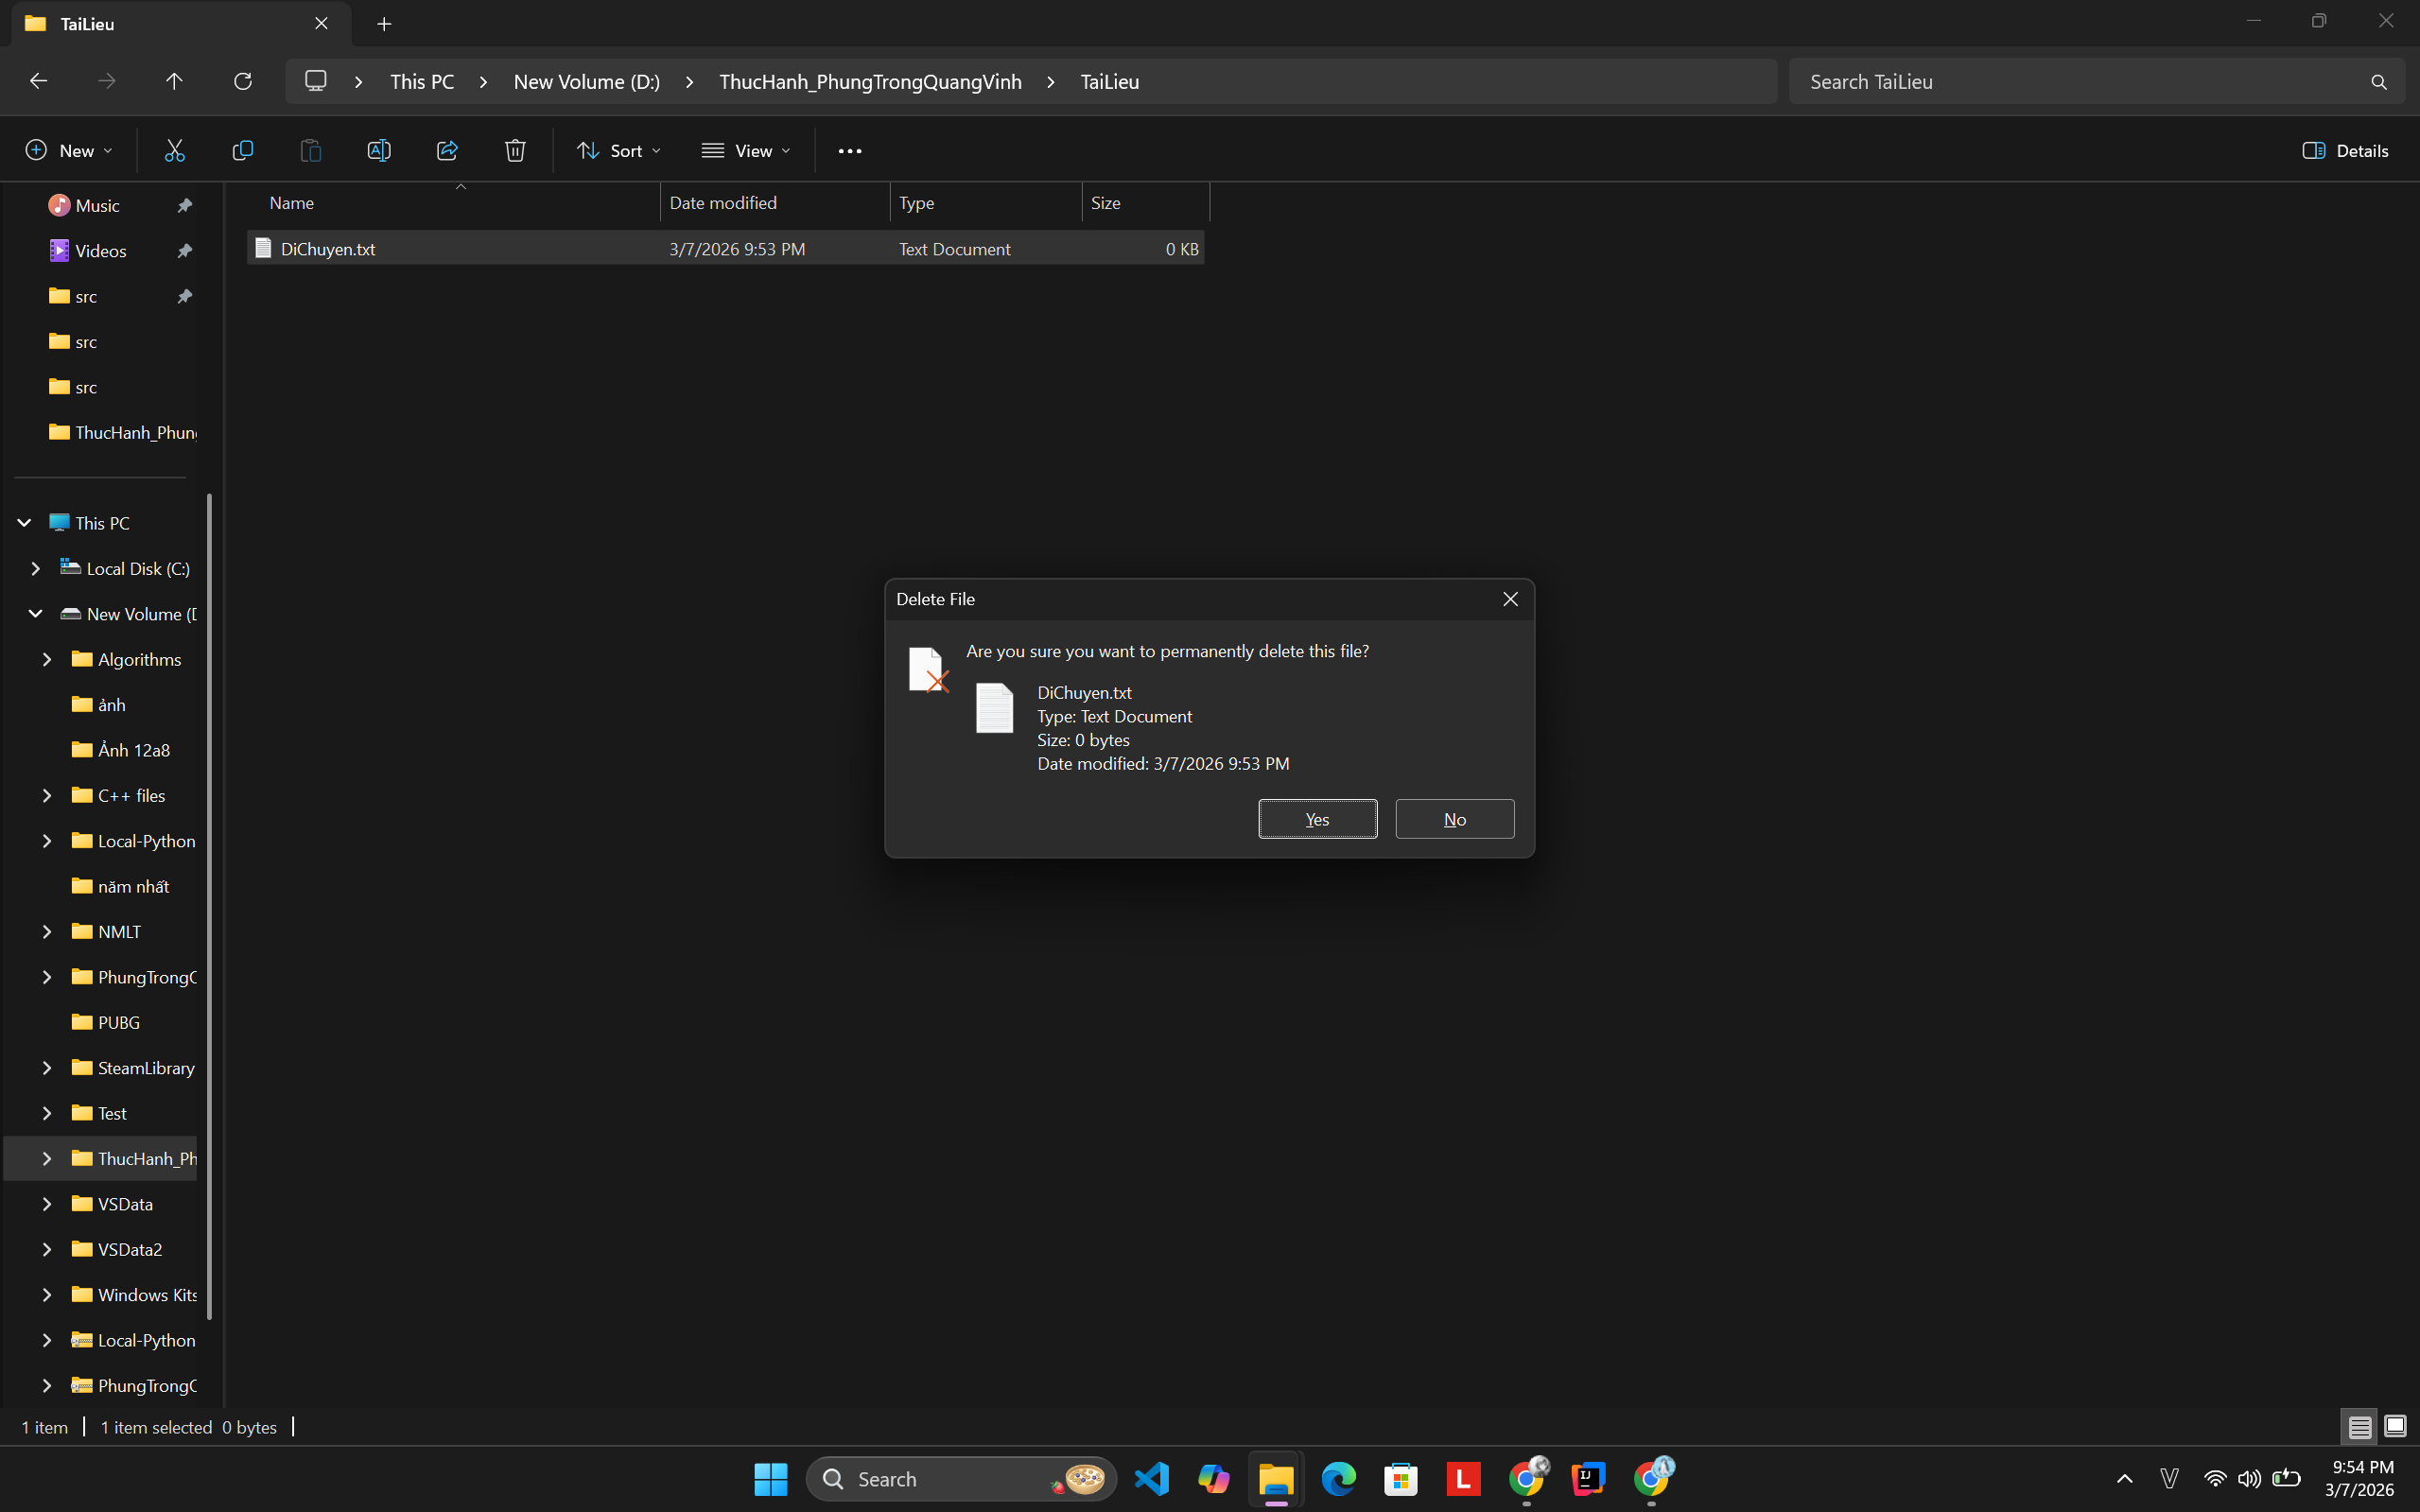 TaiLieu
This PC
New Volume (D:)
ThucHanh_PhungTrongQuangVinh
TaiLieu
Search TaiLieu
New
Sort
View
Details
Name
Date modified
Type
Size
DiChuyen.txt
3/7/2026 9:53 PM
Text Document
0 KB
Music
Videos
src
src
src
ThucHanh_Phung
This PC
Local Disk (C:)
New Volume (D
Algorithms
ảnh
Ảnh 12a8
C++ files
Local-Python
năm nhất
NMLT
PhungTrongQ
PUBG
SteamLibrary
Test
ThucHanh_Ph
VSData
VSData2
Windows Kits
Local-Python
PhungTrongQ
Delete File
Are you sure you want to permanently delete this file?
DiChuyen.txt
Type: Text Document
Size: 0 bytes
Date modified: 3/7/2026 9:53 PM
Yes
No
1 item
1 item selected 0 bytes
Search
L
IJ
V
9:54 PM
3/7/2026